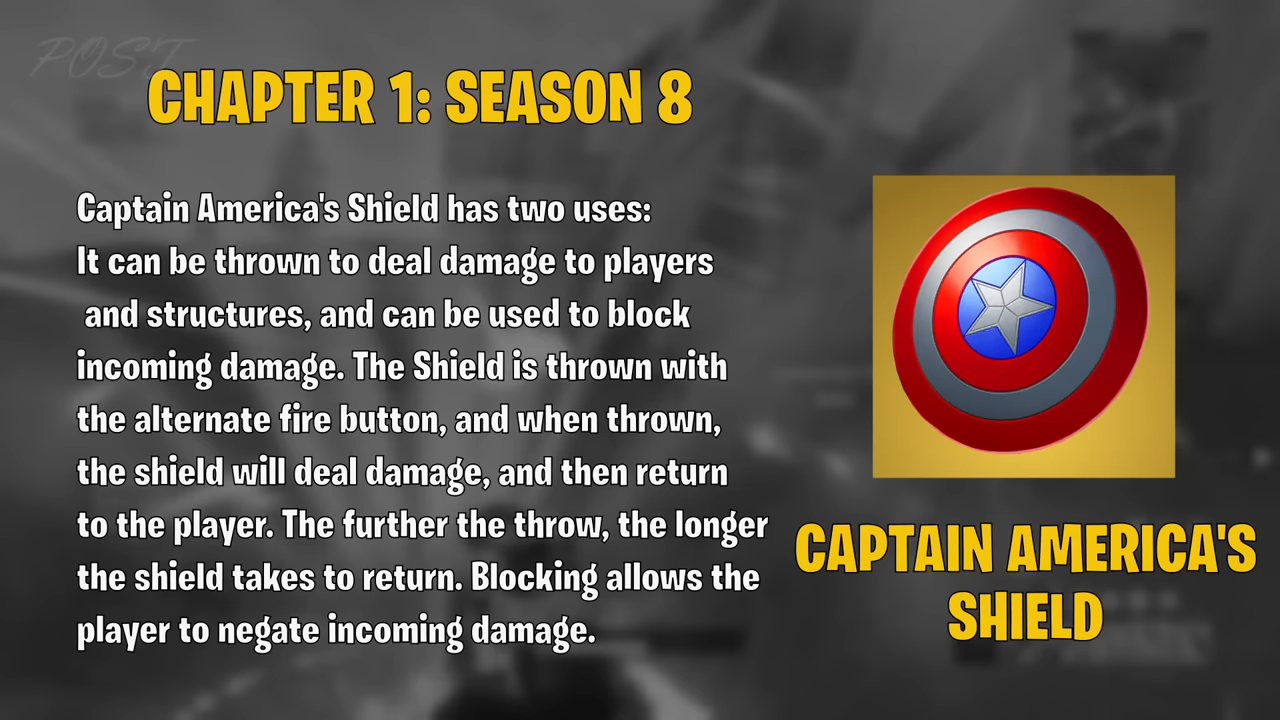 POST
CHAPTER 1: SEASON 8
Captain America's Shield has two uses:
It can be thrown to deal damage to players
and structures, and can be used to block
incoming damage. The Shield is thrown with
the alternate fire button, and when thrown,
the shield will deal damage, and then return
to the player. The further the throw, the longer
the shield takes to return. Blocking allows the
player to negate incoming damage.
CAPTAIN AMERICA'S
SHIELD